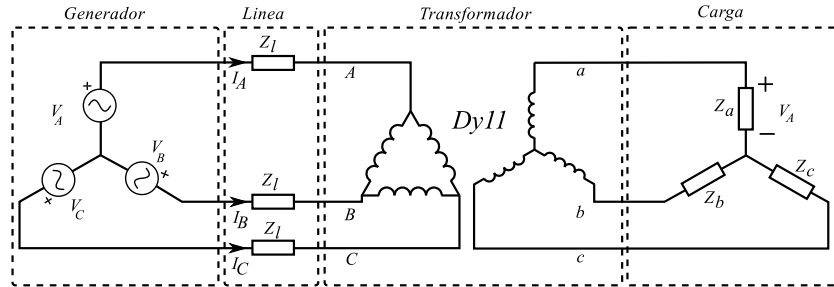 Generador Linea Transformador Carga
Z_l
I_A
A
a
+
V_A
Z_a
+
V_A
−
Dy11
V_B
+
V_C
+
Z_l
I_B
B
b
Z_b
Z_c
Z_l
I_C
C
c